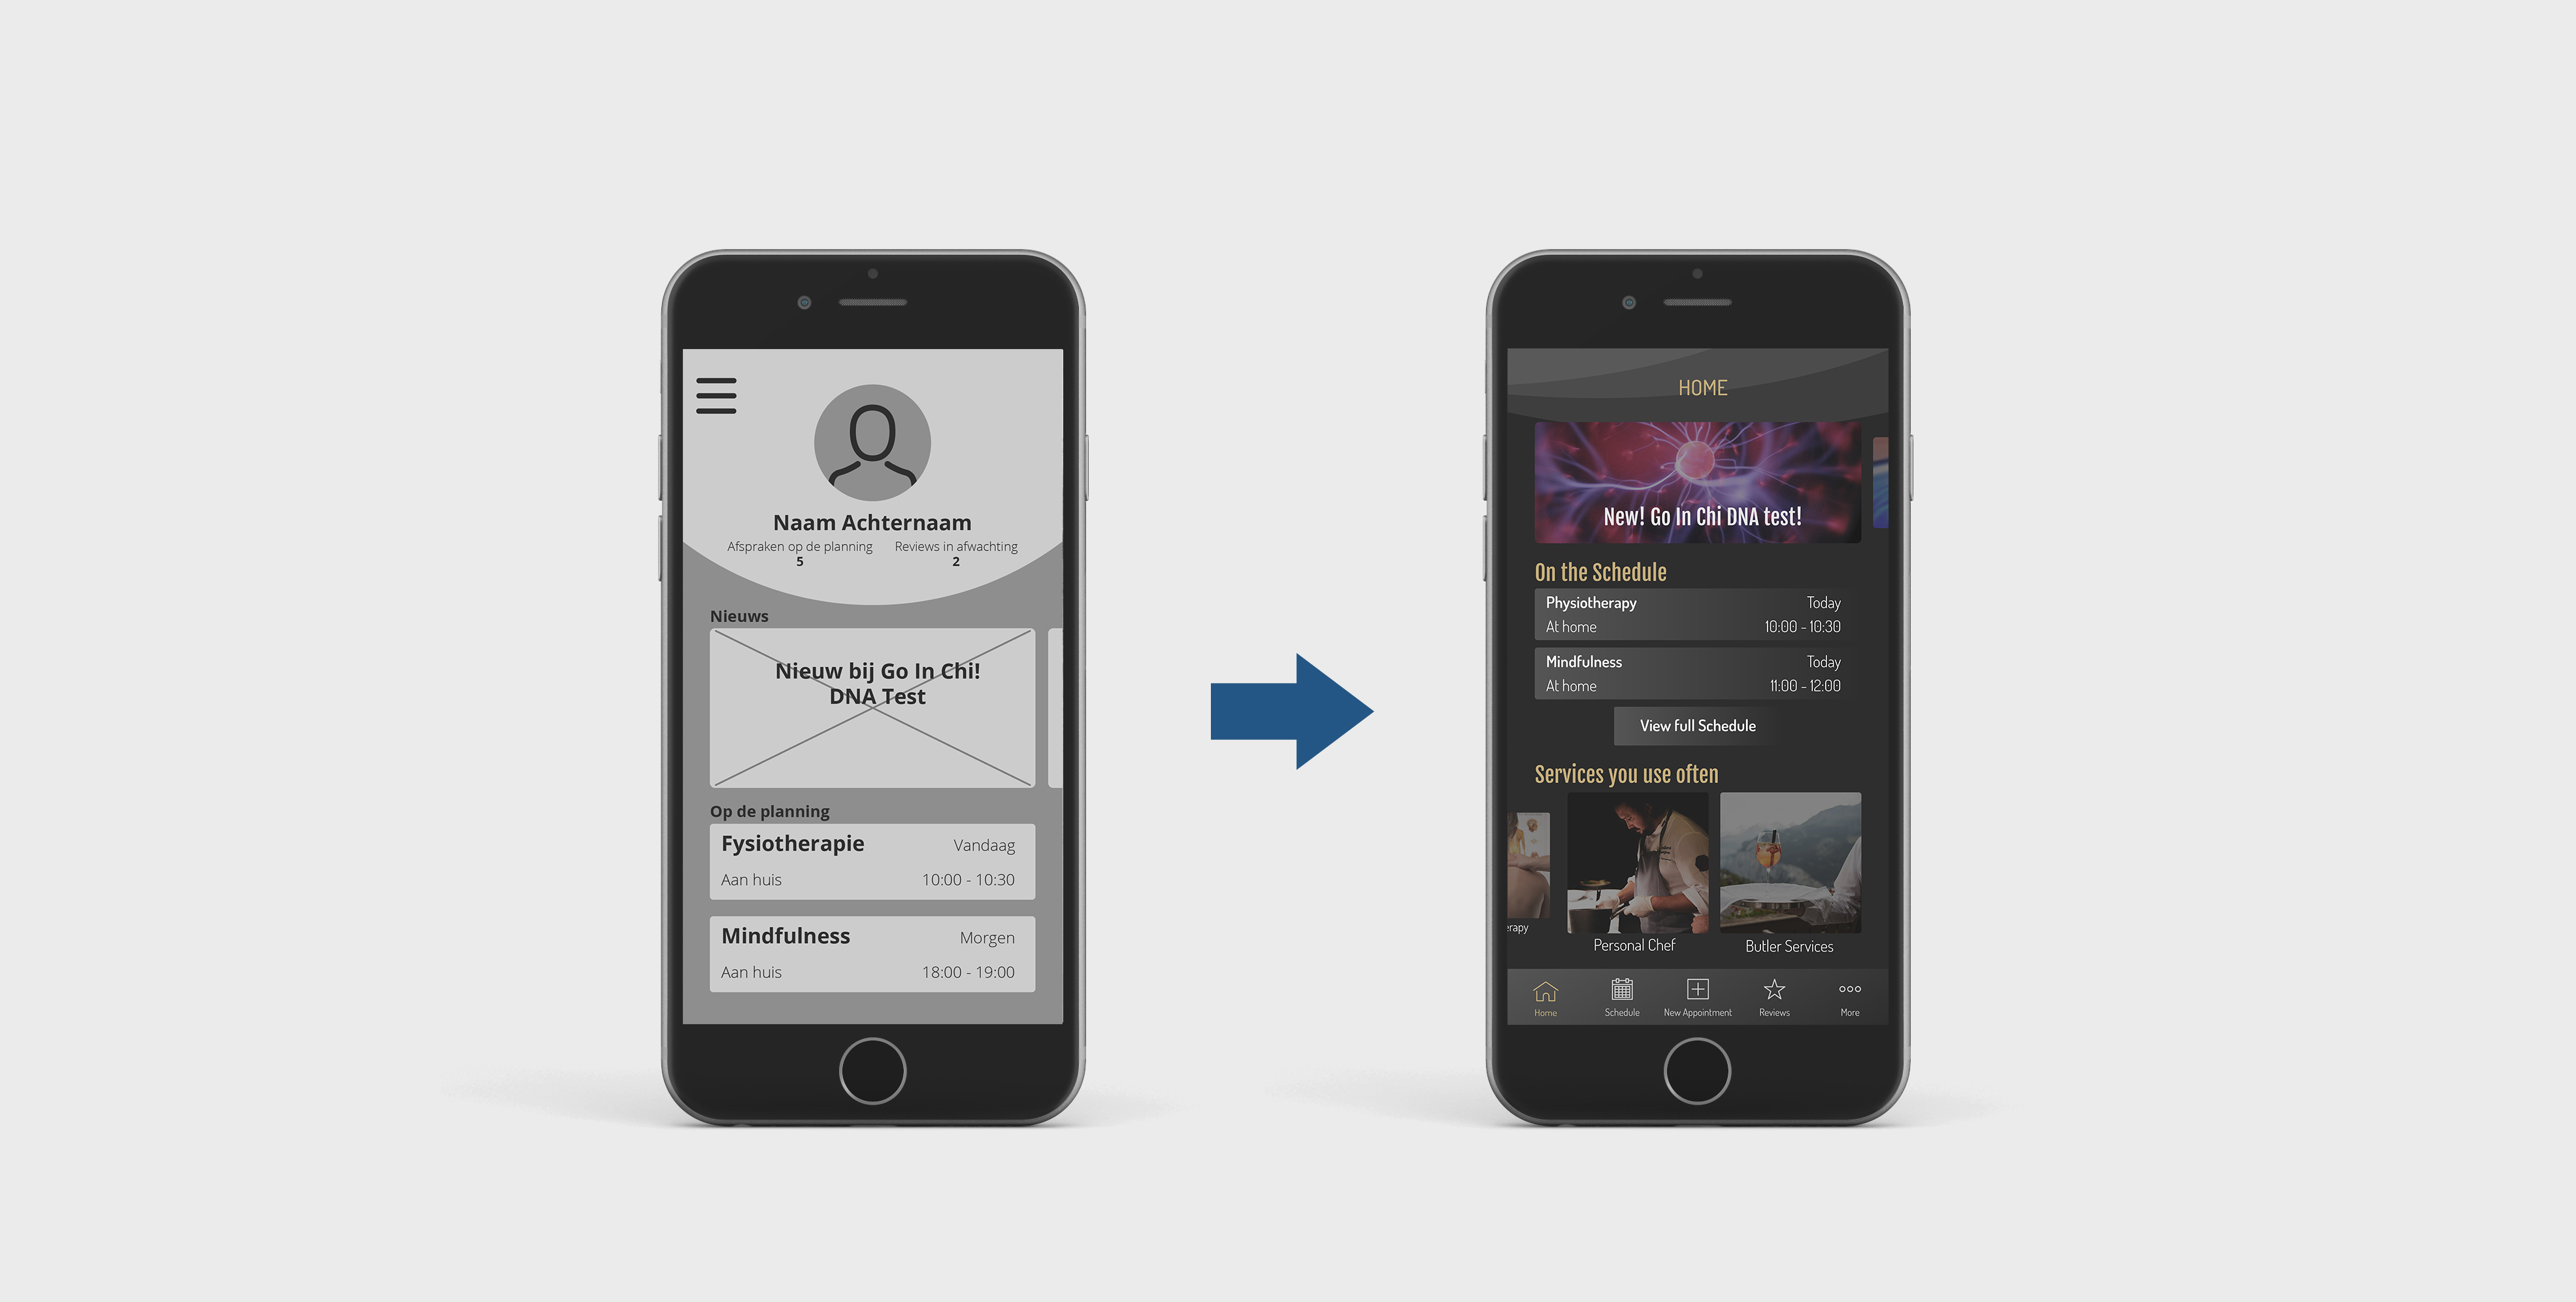 Naam Achternaam
Afspraken op de planning
5
Reviews in afwachting
2
Nieuws
Nieuw bij Go In Chi!
DNA Test
Op de planning
Fysiotherapie
Vandaag
Aan huis
10:00 - 10:30
Mindfulness
Morgen
Aan huis
18:00 - 19:00
HOME
New! Go In Chi DNA test!
On the Schedule
Physiotherapy
Today
At home
10:00 - 10:30
Mindfulness
Today
At home
11:00 - 12:00
View full Schedule
Services you use often
erapy
Personal Chef
Butler Services
Home
Schedule
New Appointment
Reviews
More